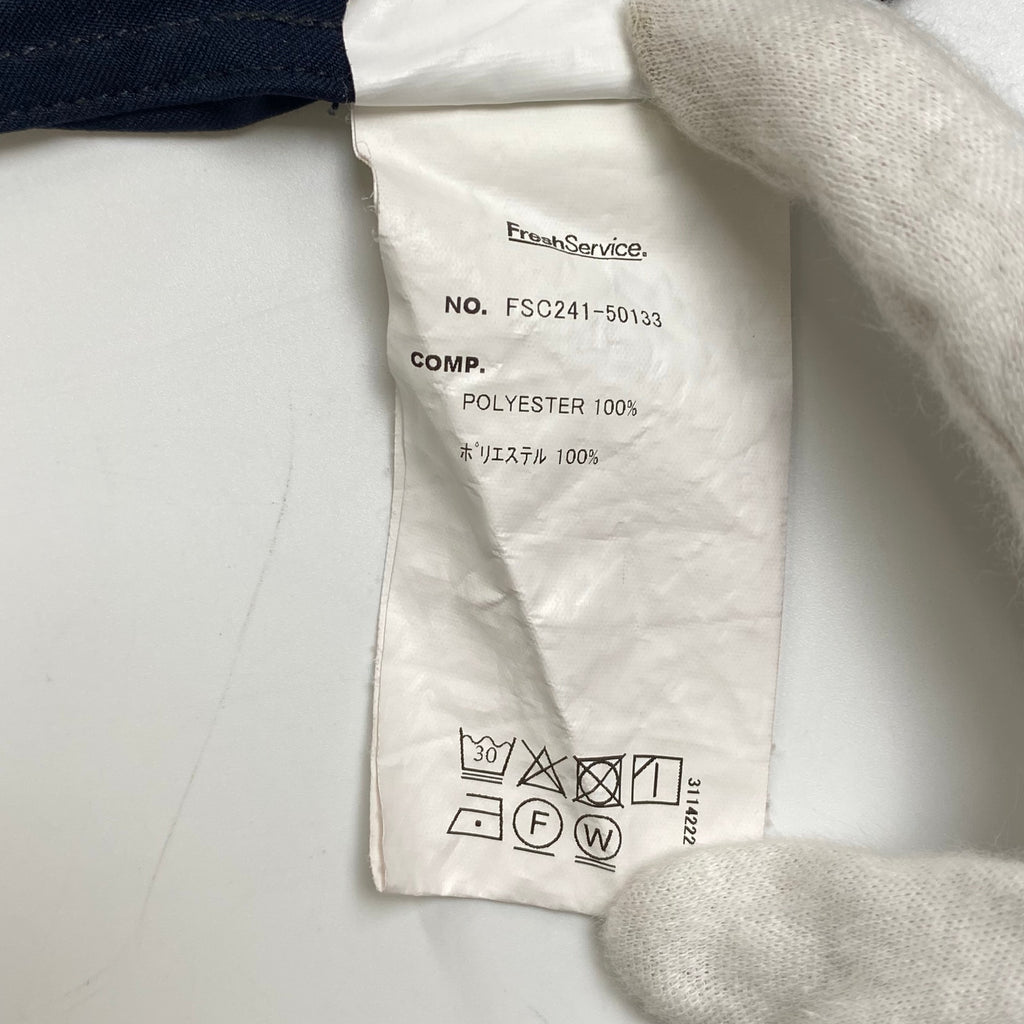 FreshService.
NO. FSC241-50133
COMP.
POLYESTER 100%
ポリエステル 100%
30
3114222
F
W